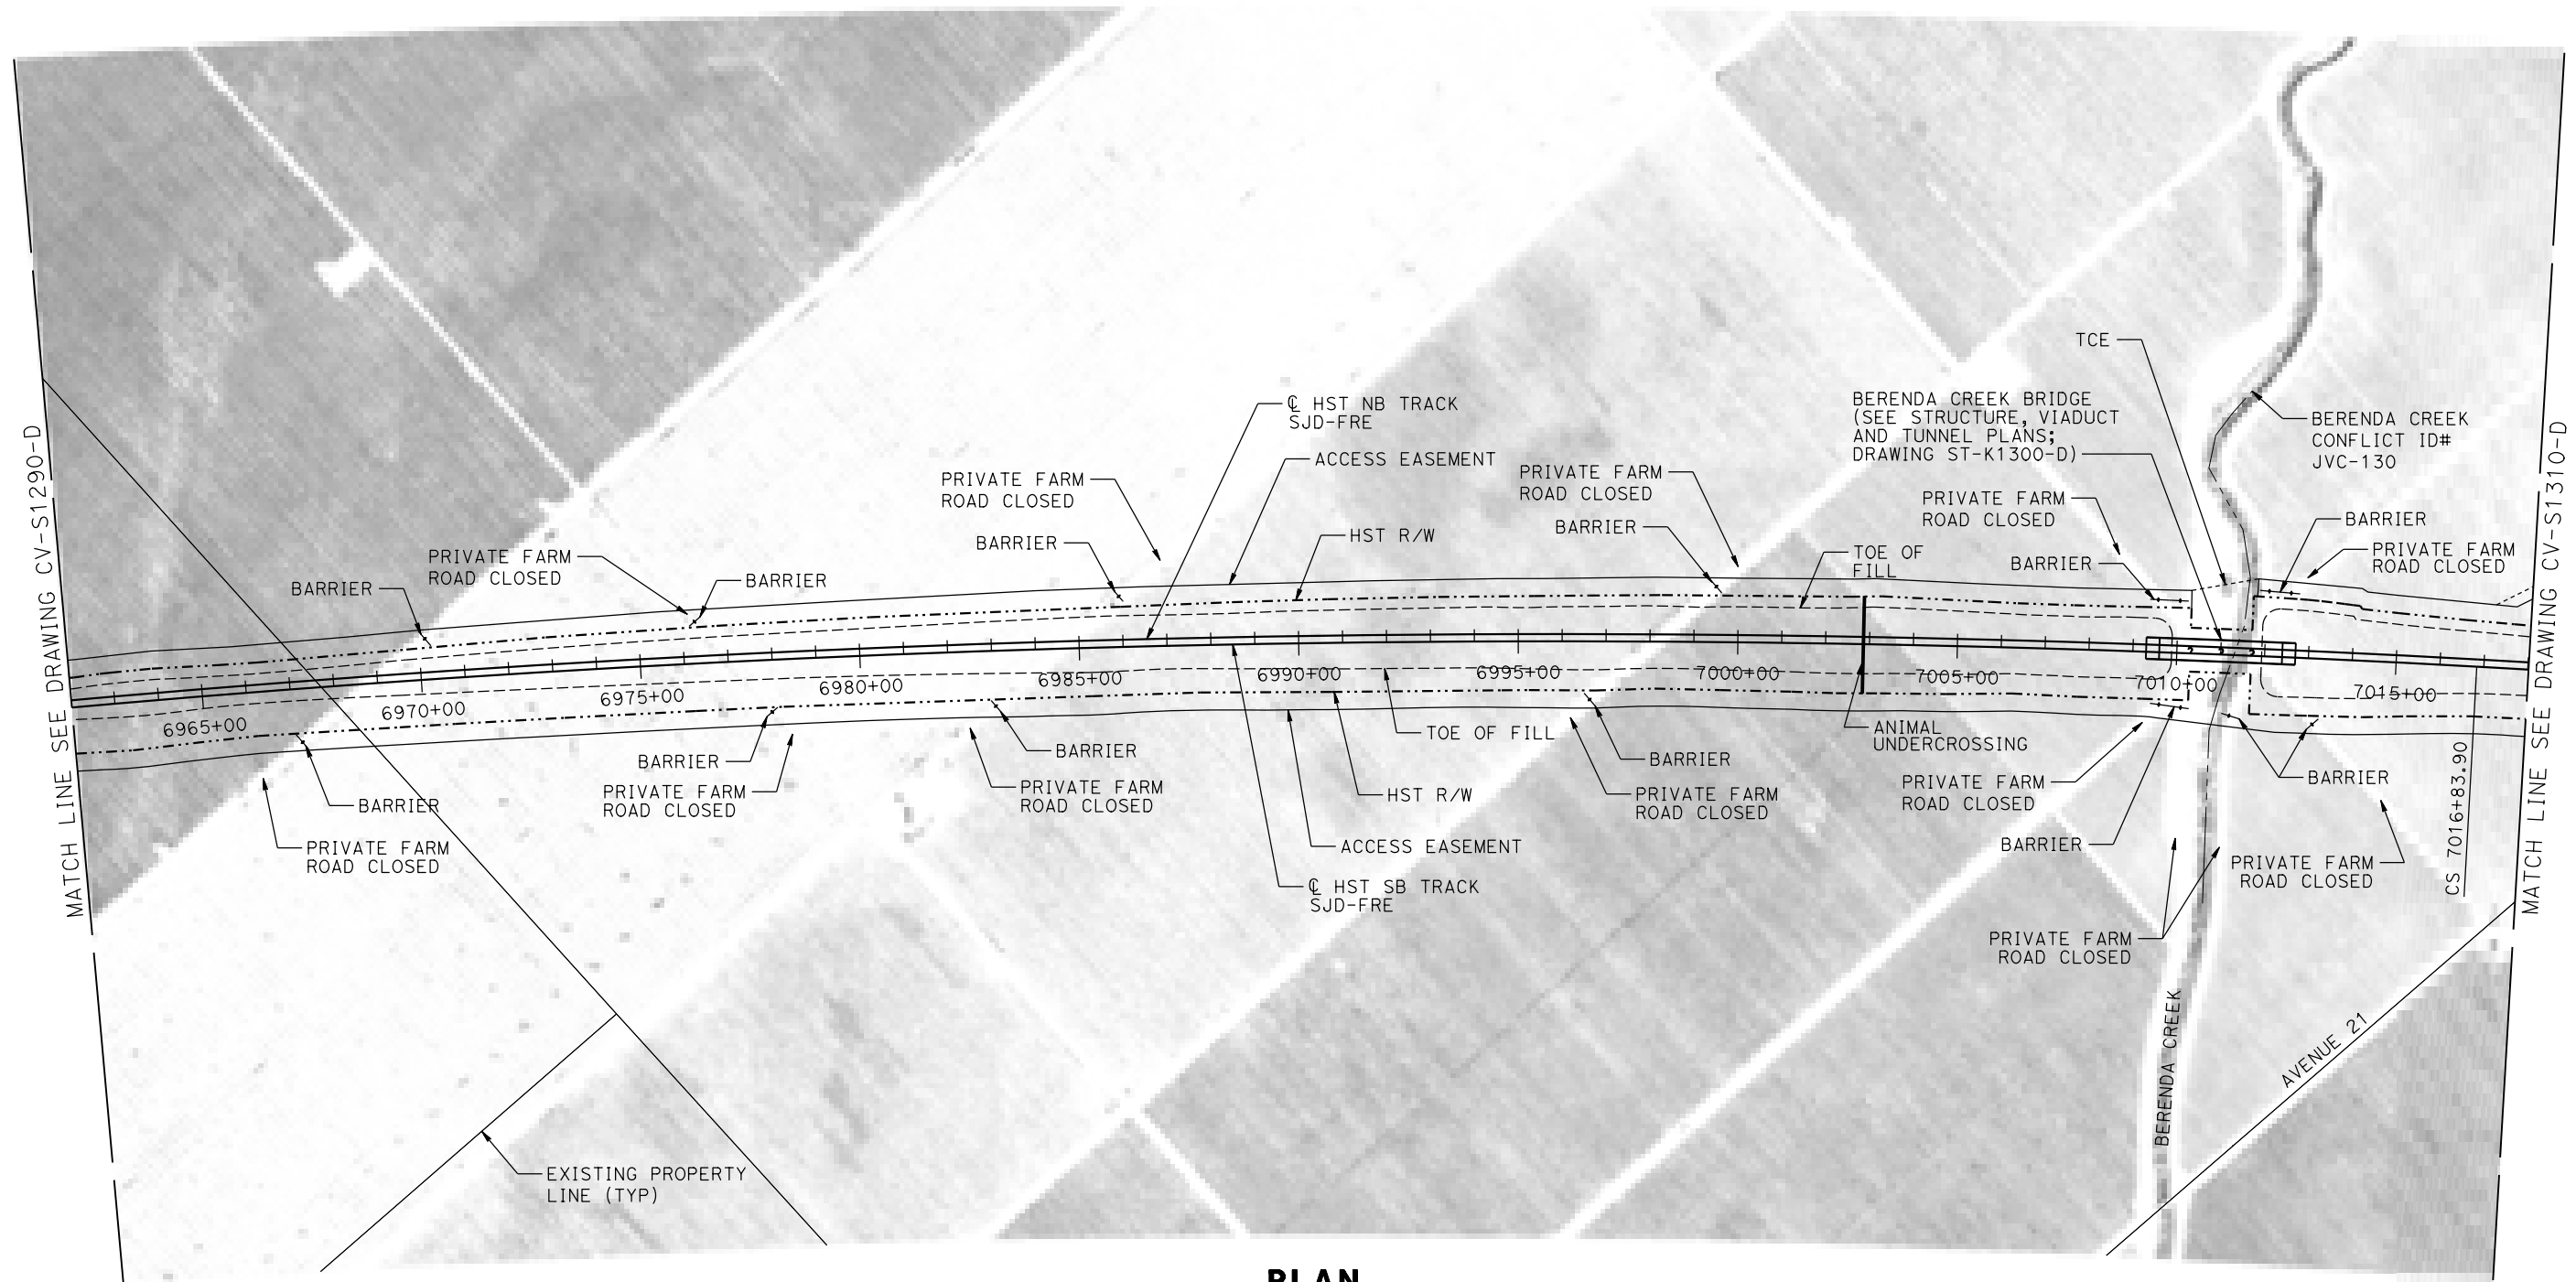 MATCH LINE SEE DRAWING CV-S1290-D
TCE
BERENDA CREEK BRIDGE
(SEE STRUCTURE, VIADUCT
AND TUNNEL PLANS;
DRAWING ST-K1300-D)
BERENDA CREEK
CONFLICT ID#
JVC-130
℄ HST NB TRACK
SJD-FRE
ACCESS EASEMENT
HST R/W
PRIVATE FARM
ROAD CLOSED
BARRIER
PRIVATE FARM
ROAD CLOSED
BARRIER
BARRIER
PRIVATE FARM
ROAD CLOSED
BARRIER
PRIVATE FARM
ROAD CLOSED
BARRIER
TOE OF
FILL
PRIVATE FARM
ROAD CLOSED
BARRIER
BARRIER
PRIVATE FARM
ROAD CLOSED
6965+00
6970+00
6975+00
6980+00
6985+00
6990+00
6995+00
7000+00
7005+00
7010+00
7015+00
BARRIER
PRIVATE FARM
ROAD CLOSED
BARRIER
PRIVATE FARM
ROAD CLOSED
BARRIER
PRIVATE FARM
ROAD CLOSED
TOE OF FILL
HST R/W
ACCESS EASEMENT
℄ HST SB TRACK
SJD-FRE
BARRIER
PRIVATE FARM
ROAD CLOSED
ANIMAL
UNDERCROSSING
PRIVATE FARM
ROAD CLOSED
BARRIER
BARRIER
PRIVATE FARM
ROAD CLOSED
PRIVATE FARM
ROAD CLOSED
CS 7016+83.90
MATCH LINE SEE DRAWING CV-S1310-D
BERENDA CREEK
AVENUE 21
EXISTING PROPERTY
LINE (TYP)
PLAN